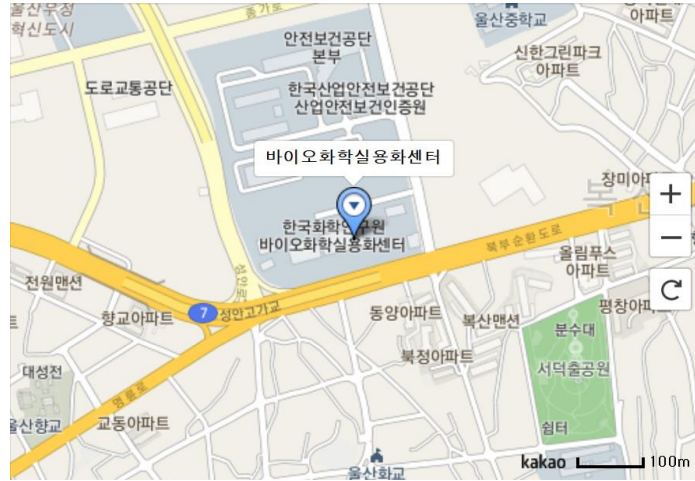 울산우정
혁신도시
종가로
울산중학교
아파트
안전보건공단
본부
신한그린파크
아파트
도로교통공단
한국산업안전보건공단
산업안전보건인증원
바이오화학실용화센터
장미아
+
−
한국화학연구원
바이오화학실용화센터
북부순환도로
올림푸스
아파트
전원맨션
성안로
7
성안고가교
향교아파트
동양아파트
복산맨션
평창아파
분수대
북정아파트
서덕출공원
대성전
명륜로
울산향교
교동아파트
쉼터
울산화교
kakao
100m